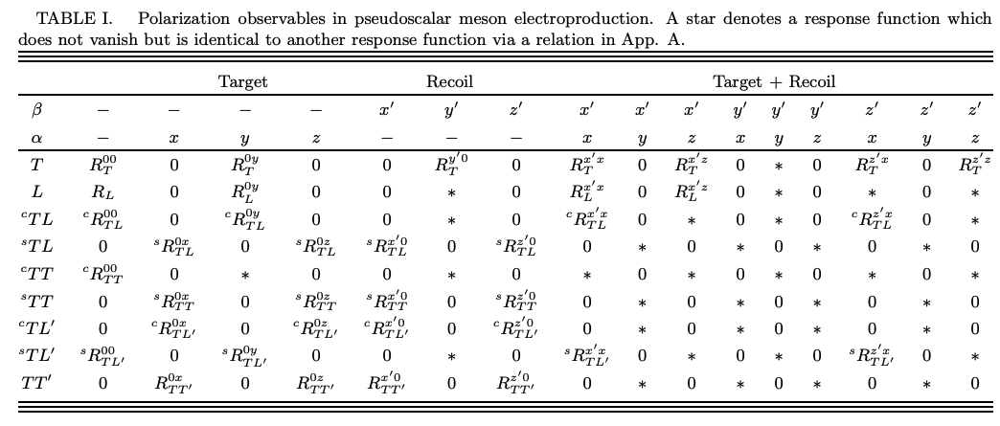 TABLE I. Polarization observables in pseudoscalar meson electroproduction. A star denotes a response function which
does not vanish but is identical to another response function via a relation in App. A.
Target Recoil Target + Recoil
β − − − − x′ y′ z′ x′ x′ x′ y′ y′ y′ z′ z′ z′
α − x y z − − − x y z x y z x y z
T R_T^{00} 0 R_T^{0y} 0 0 R_T^{y′0} 0 R_T^{x′x} 0 R_T^{x′z} 0 * 0 R_T^{z′x} 0 R_T^{z′z}
L R_L 0 R_L^{0y} 0 0 * 0 R_L^{x′x} 0 R_L^{x′z} 0 * 0 * 0 *
^cTL ^cR_{TL}^{00} 0 ^cR_{TL}^{0y} 0 0 * 0 ^cR_{TL}^{x′x} 0 * 0 * 0 ^cR_{TL}^{z′x} 0 *
^sTL 0 ^sR_{TL}^{0x} 0 ^sR_{TL}^{0z} ^sR_{TL}^{x′0} 0 ^sR_{TL}^{z′0} 0 * 0 * 0 * 0 * 0
^cTT ^cR_{TT}^{00} 0 * 0 0 * 0 * 0 * 0 * 0 * 0 *
^sTT 0 ^sR_{TT}^{0x} 0 ^sR_{TT}^{0z} ^sR_{TT}^{x′0} 0 ^sR_{TT}^{z′0} 0 * 0 * 0 * 0 * 0
^cTL′ 0 ^cR_{TL′}^{0x} 0 ^cR_{TL′}^{0z} ^cR_{TL′}^{x′0} 0 ^cR_{TL′}^{z′0} 0 * 0 * 0 * 0 * 0
^sTL′ ^sR_{TL′}^{00} 0 ^sR_{TL′}^{0y} 0 0 * 0 ^sR_{TL′}^{x′x} 0 * 0 * 0 ^sR_{TL′}^{z′x} 0 *
TT′ 0 R_{TT′}^{0x} 0 R_{TT′}^{0z} R_{TT′}^{x′0} 0 R_{TT′}^{z′0} 0 * 0 * 0 * 0 * 0